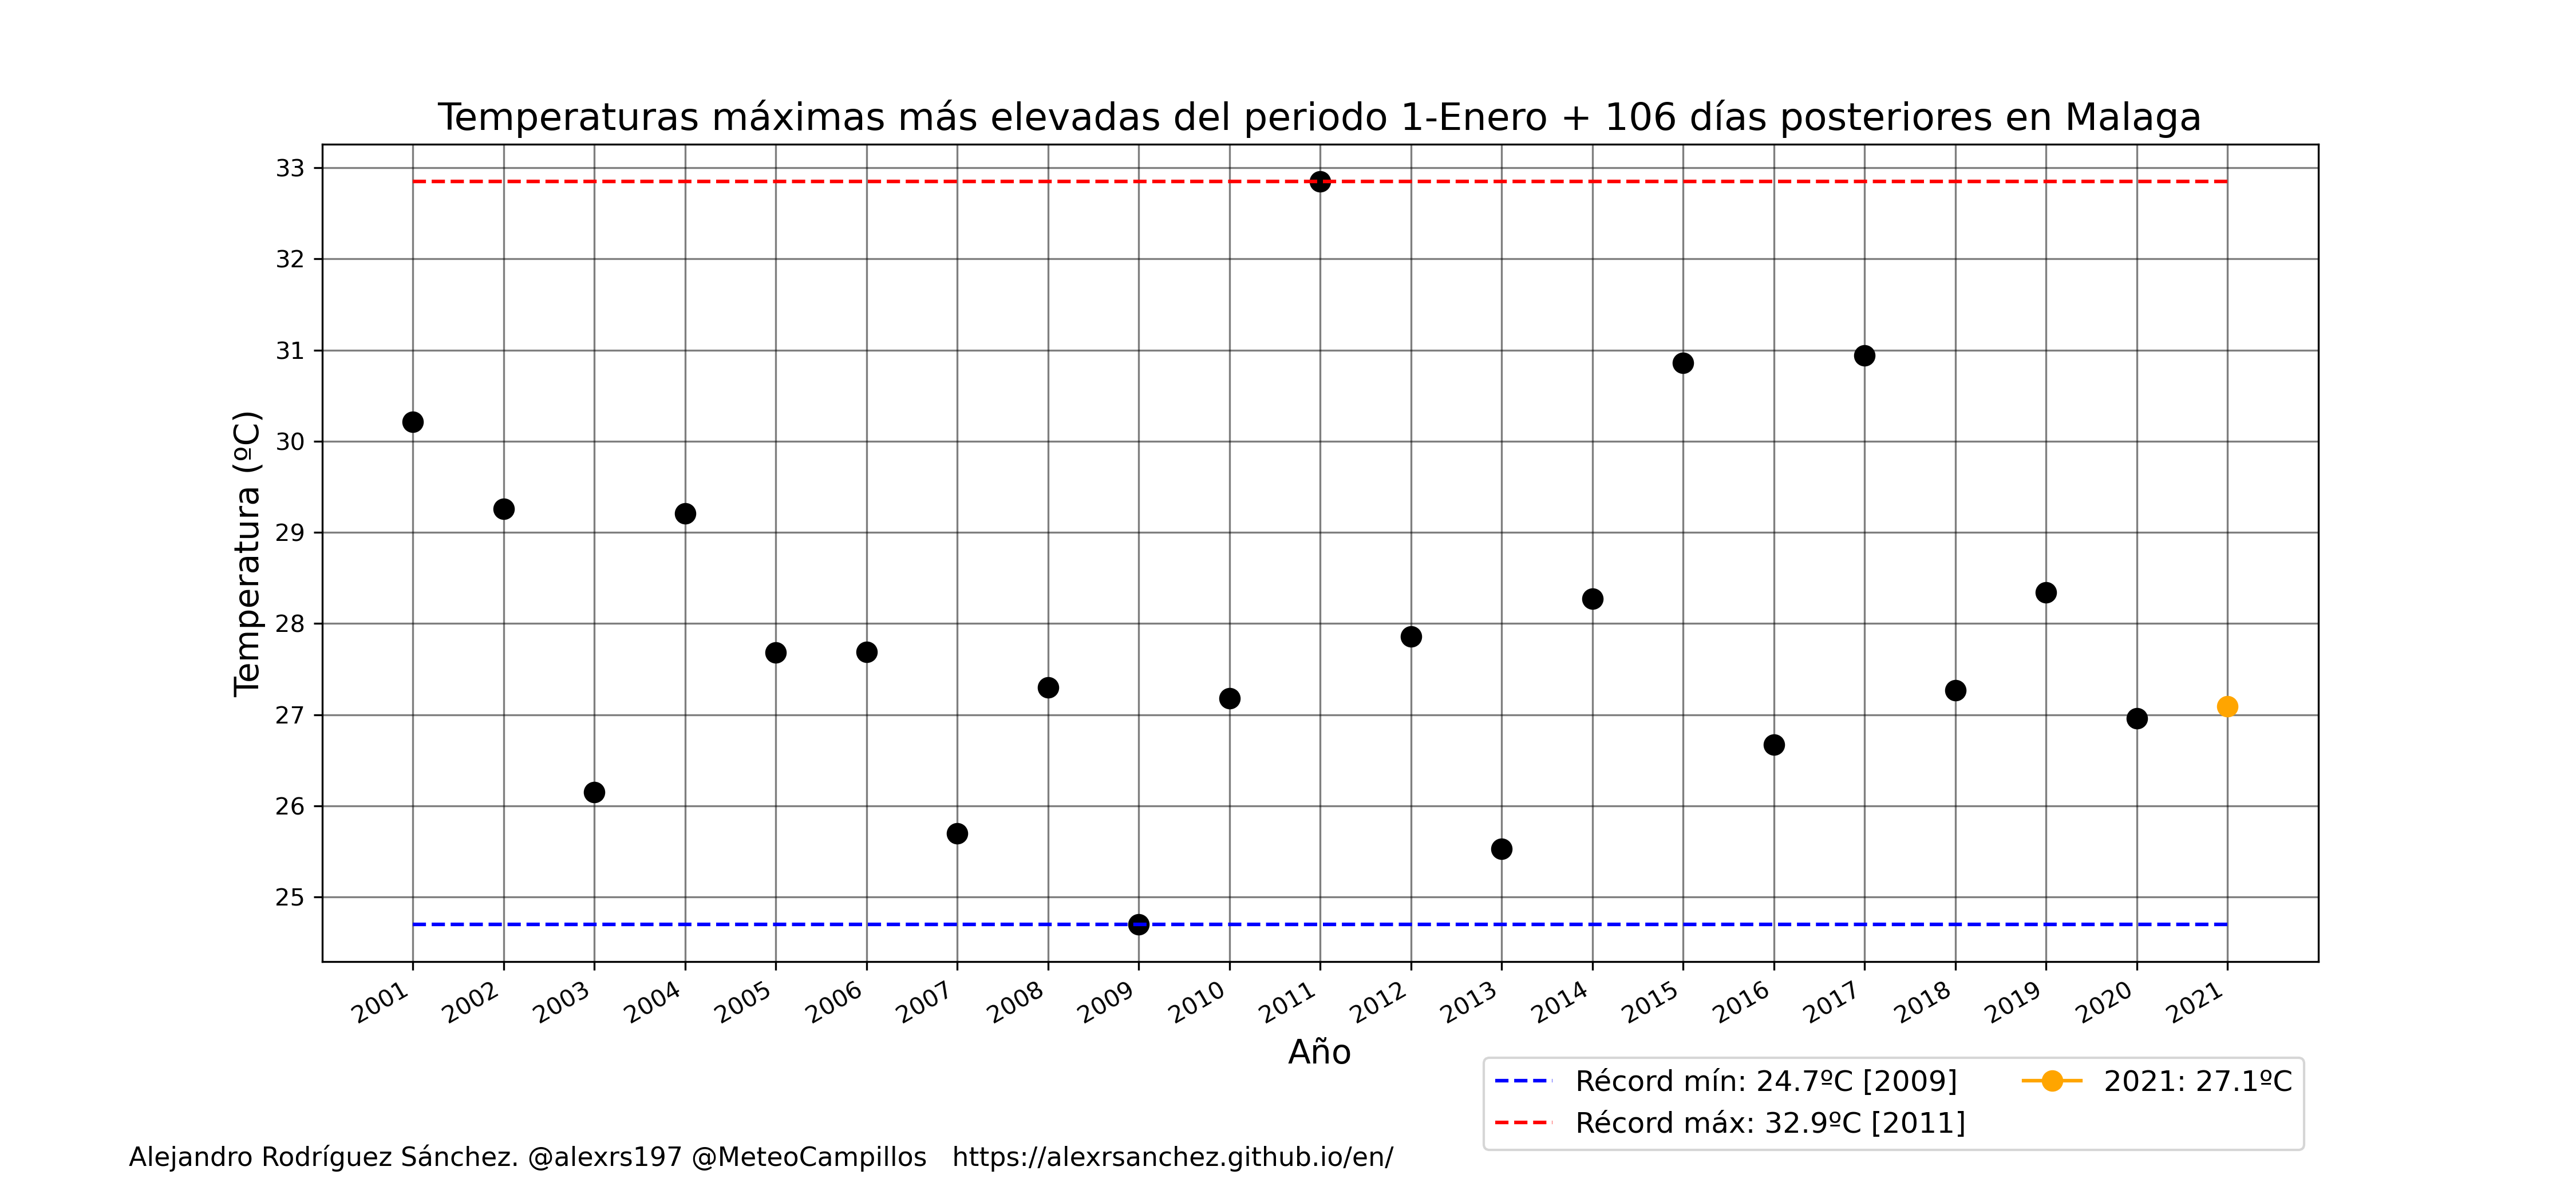 Temperaturas máximas más elevadas del periodo 1-Enero + 106 días posteriores en Malaga
Temperatura (ºC)
33
32
31
30
29
28
27
26
25
2001 2002 2003 2004 2005 2006 2007 2008 2009 2010 2011 2012 2013 2014 2015 2016 2017 2018 2019 2020 2021
Año
Récord mín: 24.7ºC [2009]
Récord máx: 32.9ºC [2011]
2021: 27.1ºC
Alejandro Rodríguez Sánchez. @alexrs197 @MeteoCampillos https://alexrsanchez.github.io/en/